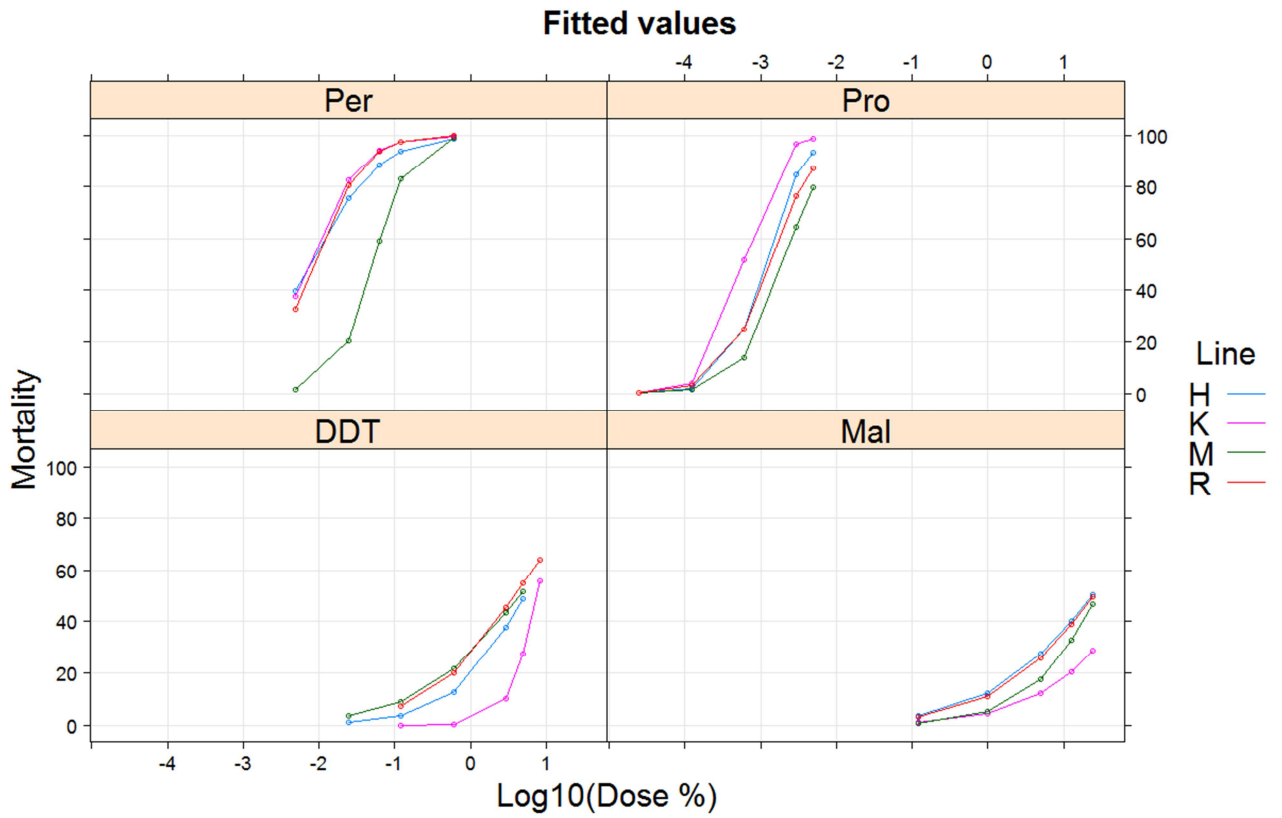 Fitted values
-4 -3 -2 -1 0 1
Per Pro
100
80
60
40
20
0
DDT Mal
100
80
60
40
20
0
-4 -3 -2 -1 0 1
Log10(Dose %)
Mortality
Line
H
K
M
R